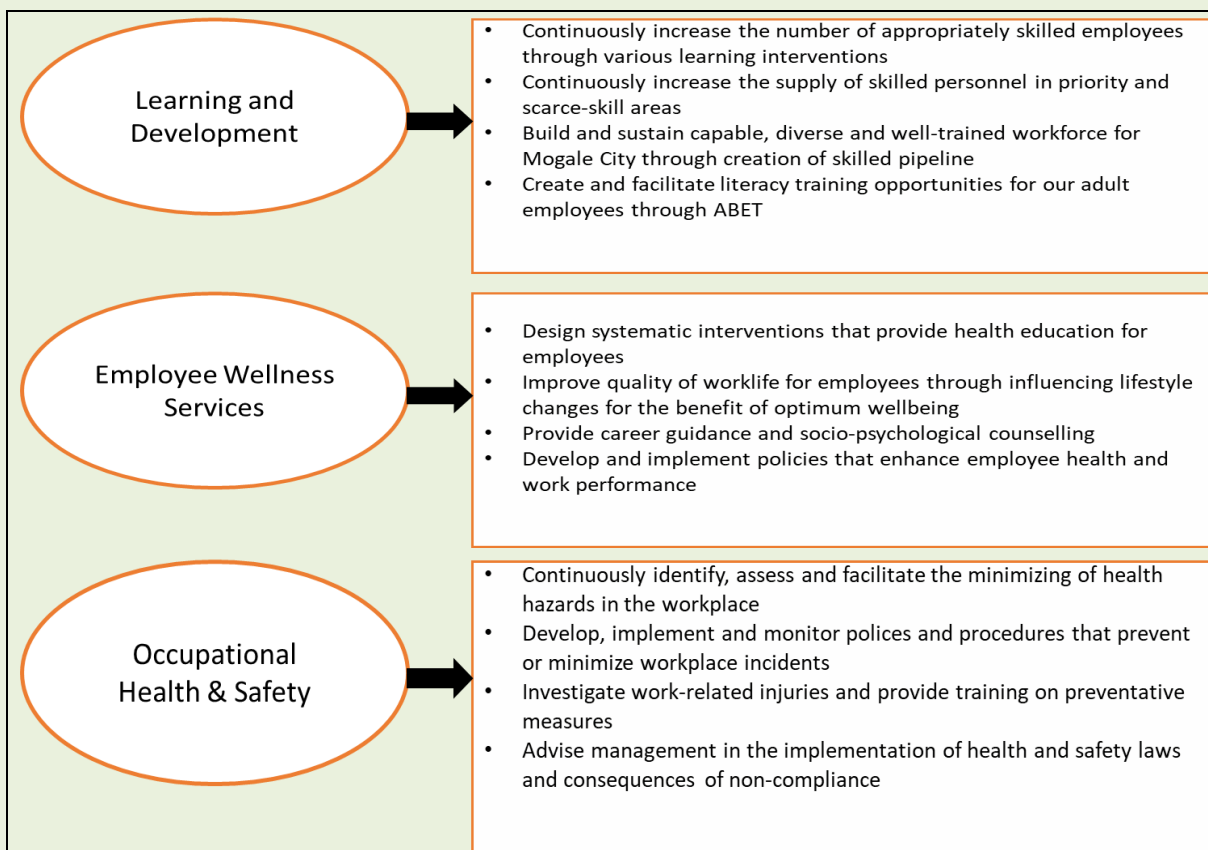 Learning and
Development
• Continuously increase the number of appropriately skilled employees
through various learning interventions
• Continuously increase the supply of skilled personnel in priority and
scarce-skill areas
• Build and sustain capable, diverse and well-trained workforce for
Mogale City through creation of skilled pipeline
• Create and facilitate literacy training opportunities for our adult
employees through ABET
Employee Wellness
Services
• Design systematic interventions that provide health education for
employees
• Improve quality of worklife for employees through influencing lifestyle
changes for the benefit of optimum wellbeing
• Provide career guidance and socio-psychological counselling
• Develop and implement policies that enhance employee health and
work performance
Occupational
Health & Safety
• Continuously identify, assess and facilitate the minimizing of health
hazards in the workplace
• Develop, implement and monitor polices and procedures that prevent
or minimize workplace incidents
• Investigate work-related injuries and provide training on preventative
measures
• Advise management in the implementation of health and safety laws
and consequences of non-compliance